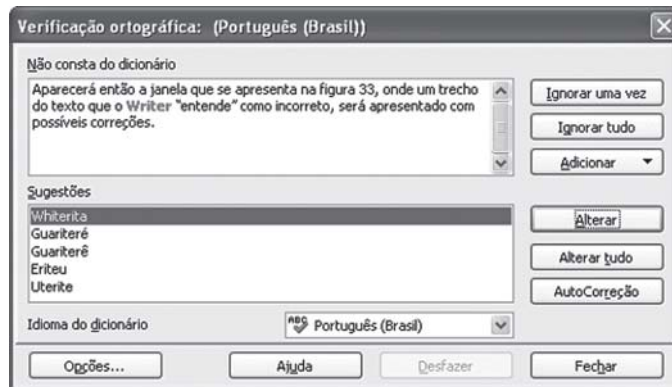 Verificação ortográfica: (Português (Brasil))
Não consta do dicionário
Aparecerá então a janela que se apresenta na figura 33, onde um trecho
do texto que o Writer "entende" como incorreto, será apresentado com
possíveis correções.
Ignorar uma vez
Ignorar tudo
Adicionar
Sugestões
Whiterita
Guariteré
Guariterê
Eriteu
Uterite
Alterar
Alterar tudo
AutoCorreção
Idioma do dicionário
ABC Português (Brasil)
Opções...
Ajuda
Desfazer
Fechar